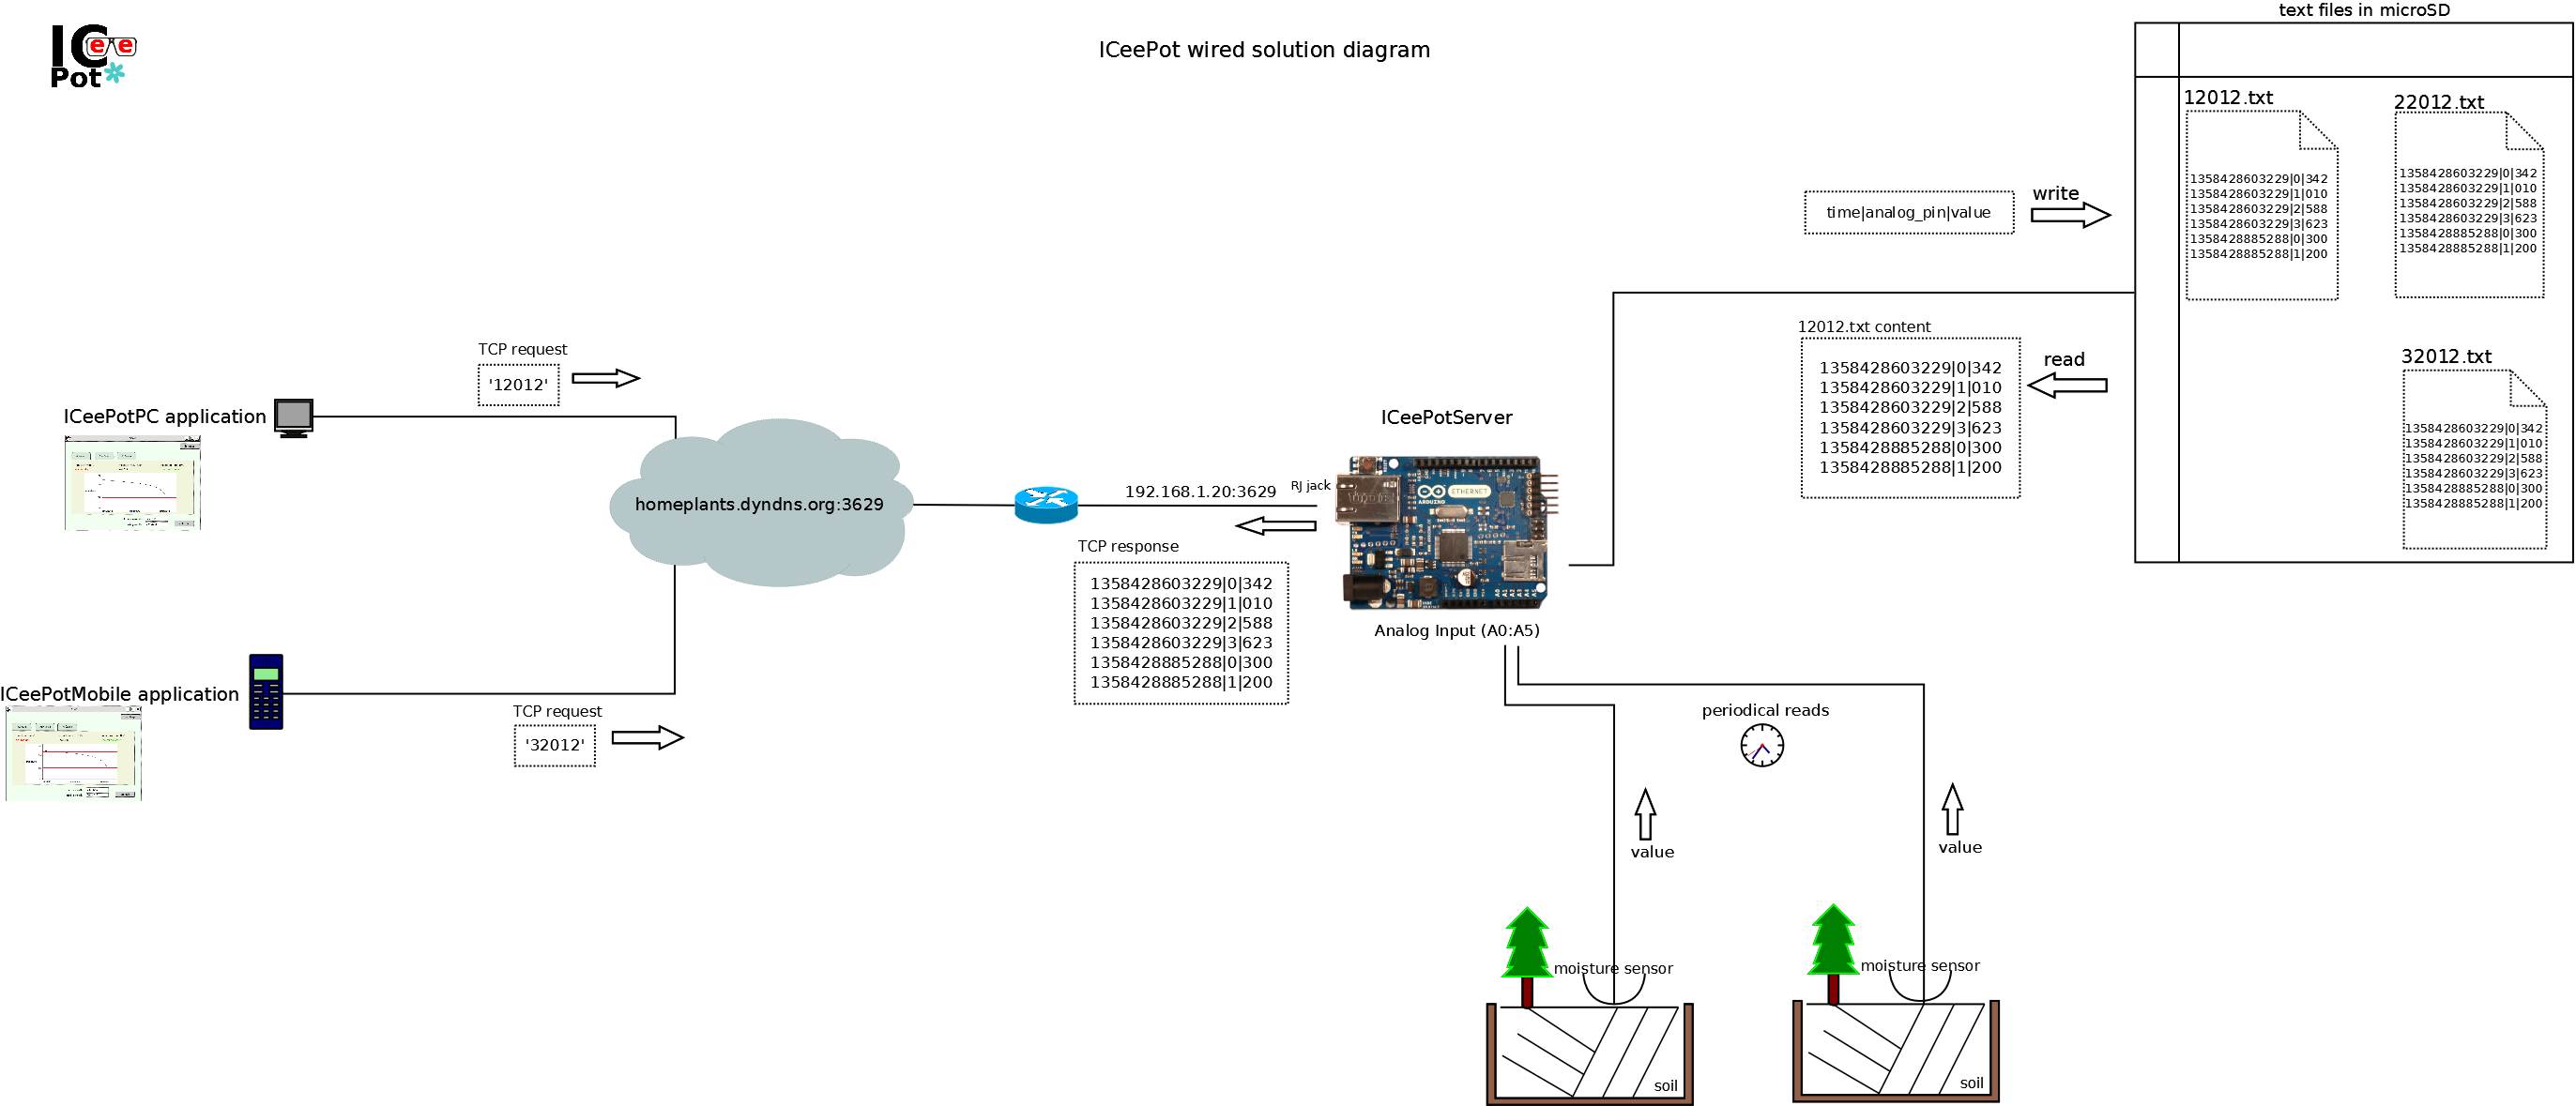 ICee
Pot
ICeePot wired solution diagram
text files in microSD
12012.txt
1358428603229|0|342
1358428603229|1|010
1358428603229|2|588
1358428603229|3|623
1358428885288|0|300
1358428885288|1|200
22012.txt
1358428603229|0|342
1358428603229|1|010
1358428603229|2|588
1358428603229|3|623
1358428885288|0|300
1358428885288|1|200
32012.txt
1358428603229|0|342
1358428603229|1|010
1358428603229|2|588
1358428603229|3|623
1358428885288|0|300
1358428885288|1|200
time|analog_pin|value
write
12012.txt content
1358428603229|0|342
1358428603229|1|010
1358428603229|2|588
1358428603229|3|623
1358428885288|0|300
1358428885288|1|200
read
TCP request
'12012'
ICeePotPC application
homeplants.dyndns.org:3629
192.168.1.20:3629
RJ jack
ICeePotServer
ARDUINO
ETHERNET
A0 A1 A2 A3 A4 A5
TCP response
1358428603229|0|342
1358428603229|1|010
1358428603229|2|588
1358428603229|3|623
1358428885288|0|300
1358428885288|1|200
Analog Input (A0:A5)
ICeePotMobile application
TCP request
'32012'
periodical reads
value
value
moisture sensor
moisture sensor
soil
soil